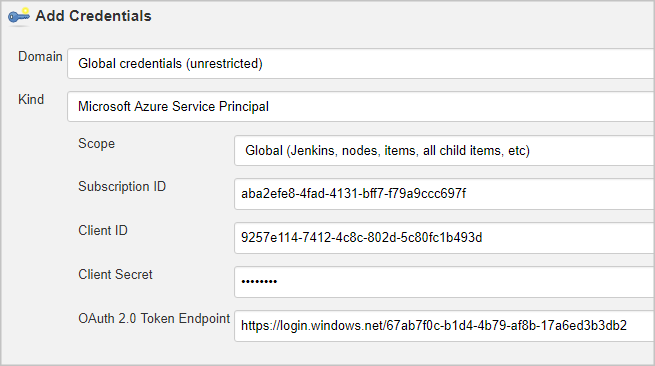 Add Credentials
Domain Global credentials (unrestricted)
Kind Microsoft Azure Service Principal
Scope Global (Jenkins, nodes, items, all child items, etc)
Subscription ID aba2efe8-4fad-4131-bff7-f79a9ccc697f
Client ID 9257e114-7412-4c8c-802d-5c80fc1b493d
Client Secret ••••••••
OAuth 2.0 Token Endpoint https://login.windows.net/67ab7f0c-b1d4-4b79-af8b-17a6ed3b3db2